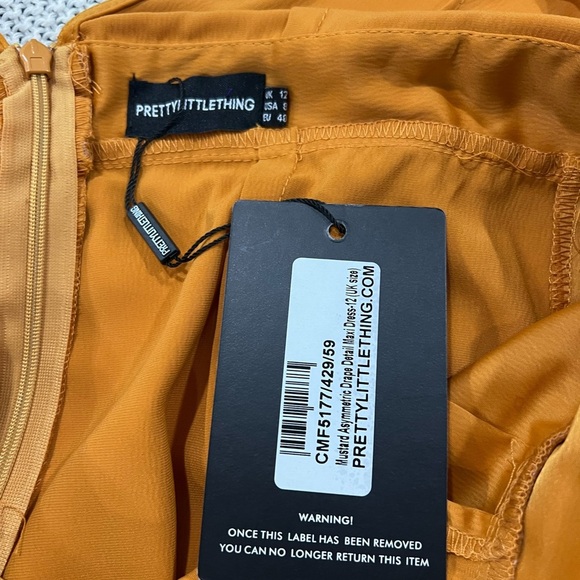 PRETTYLITTLETHING
UK 12
USA 8
EU 40
PRETTYLITTLETHING
CMF5177/429/59
Mustard Asymmetric Drape Detail Maxi Dress-12 (UK size)
PRETTYLITTLETHING.COM
WARNING!
ONCE THIS LABEL HAS BEEN REMOVED
YOU CAN NO LONGER RETURN THIS ITEM